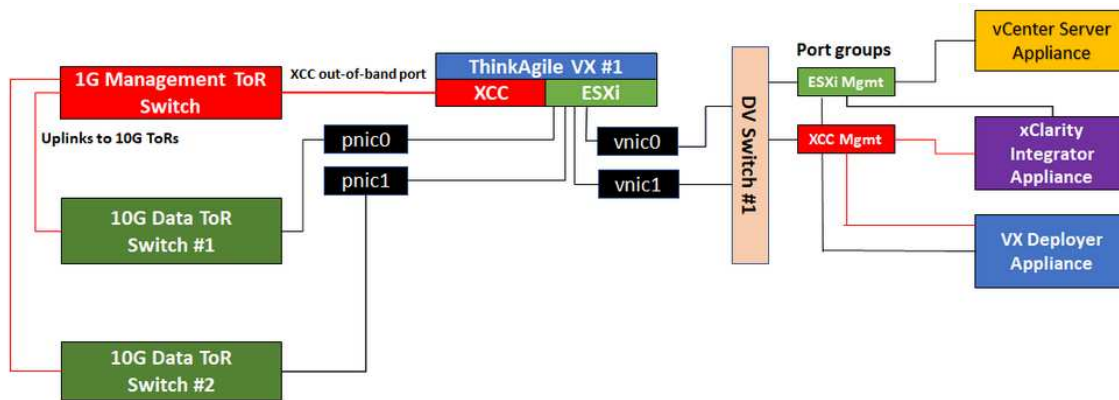 1G Management ToR
Switch
Uplinks to 10G ToRs
10G Data ToR
Switch #1
10G Data ToR
Switch #2
XCC out-of-band port
ThinkAgile VX #1
XCC
ESXi
pnic0
pnic1
vnic0
vnic1
DV Switch #1
Port groups
ESXi Mgmt
XCC Mgmt
vCenter Server
Appliance
xClarity
Integrator
Appliance
VX Deployer
Appliance